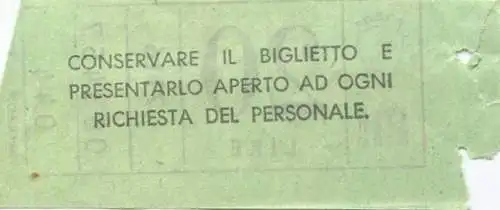 CONSERVARE IL BIGLIETTO E
PRESENTARLO APERTO AD OGNI
RICHIESTA DEL PERSONALE.